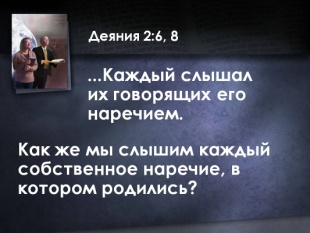 Деяния 2:6, 8
...Каждый слышал
их говорящих его
наречием.
Как же мы слышим каждый
собственное наречие, в
котором родились?